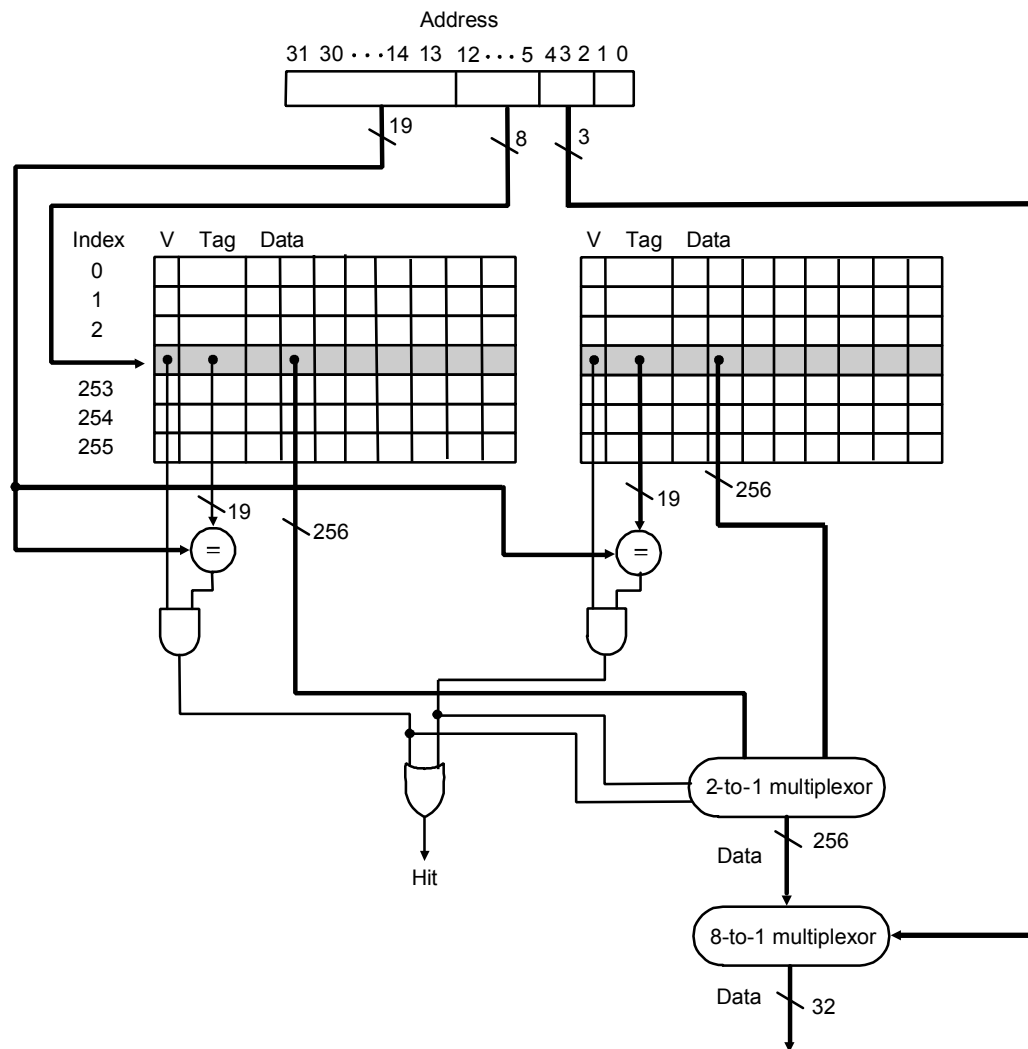 Address
31 30 ···14 13 12··· 5 4 3 2 1 0
19 8 3
Index V Tag Data V Tag Data
0
1
2
253
254
255
19 256 19 256
= =
2-to-1 multiplexor
Data 256
Hit
8-to-1 multiplexor
Data 32